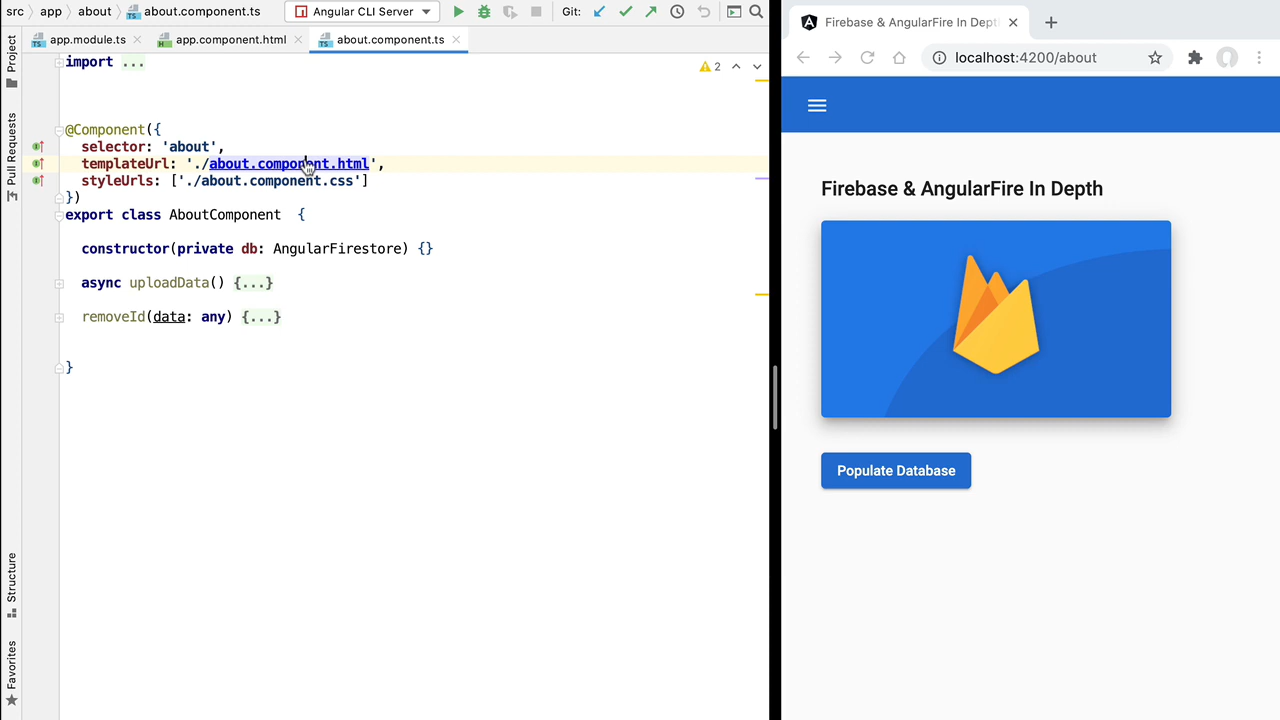 src app about about.component.ts Angular CLI Server Git:
app.module.ts app.component.html about.component.ts
Project
Pull Requests
Structure
Favorites
import ...
2
@Component({
selector: 'about',
templateUrl: './about.component.html',
styleUrls: ['./about.component.css']
})
export class AboutComponent {
constructor(private db: AngularFirestore) {}
async uploadData() {...}
removeId(data: any) {...}
}
Firebase & AngularFire In Depth
localhost:4200/about
Firebase & AngularFire In Depth
Populate Database